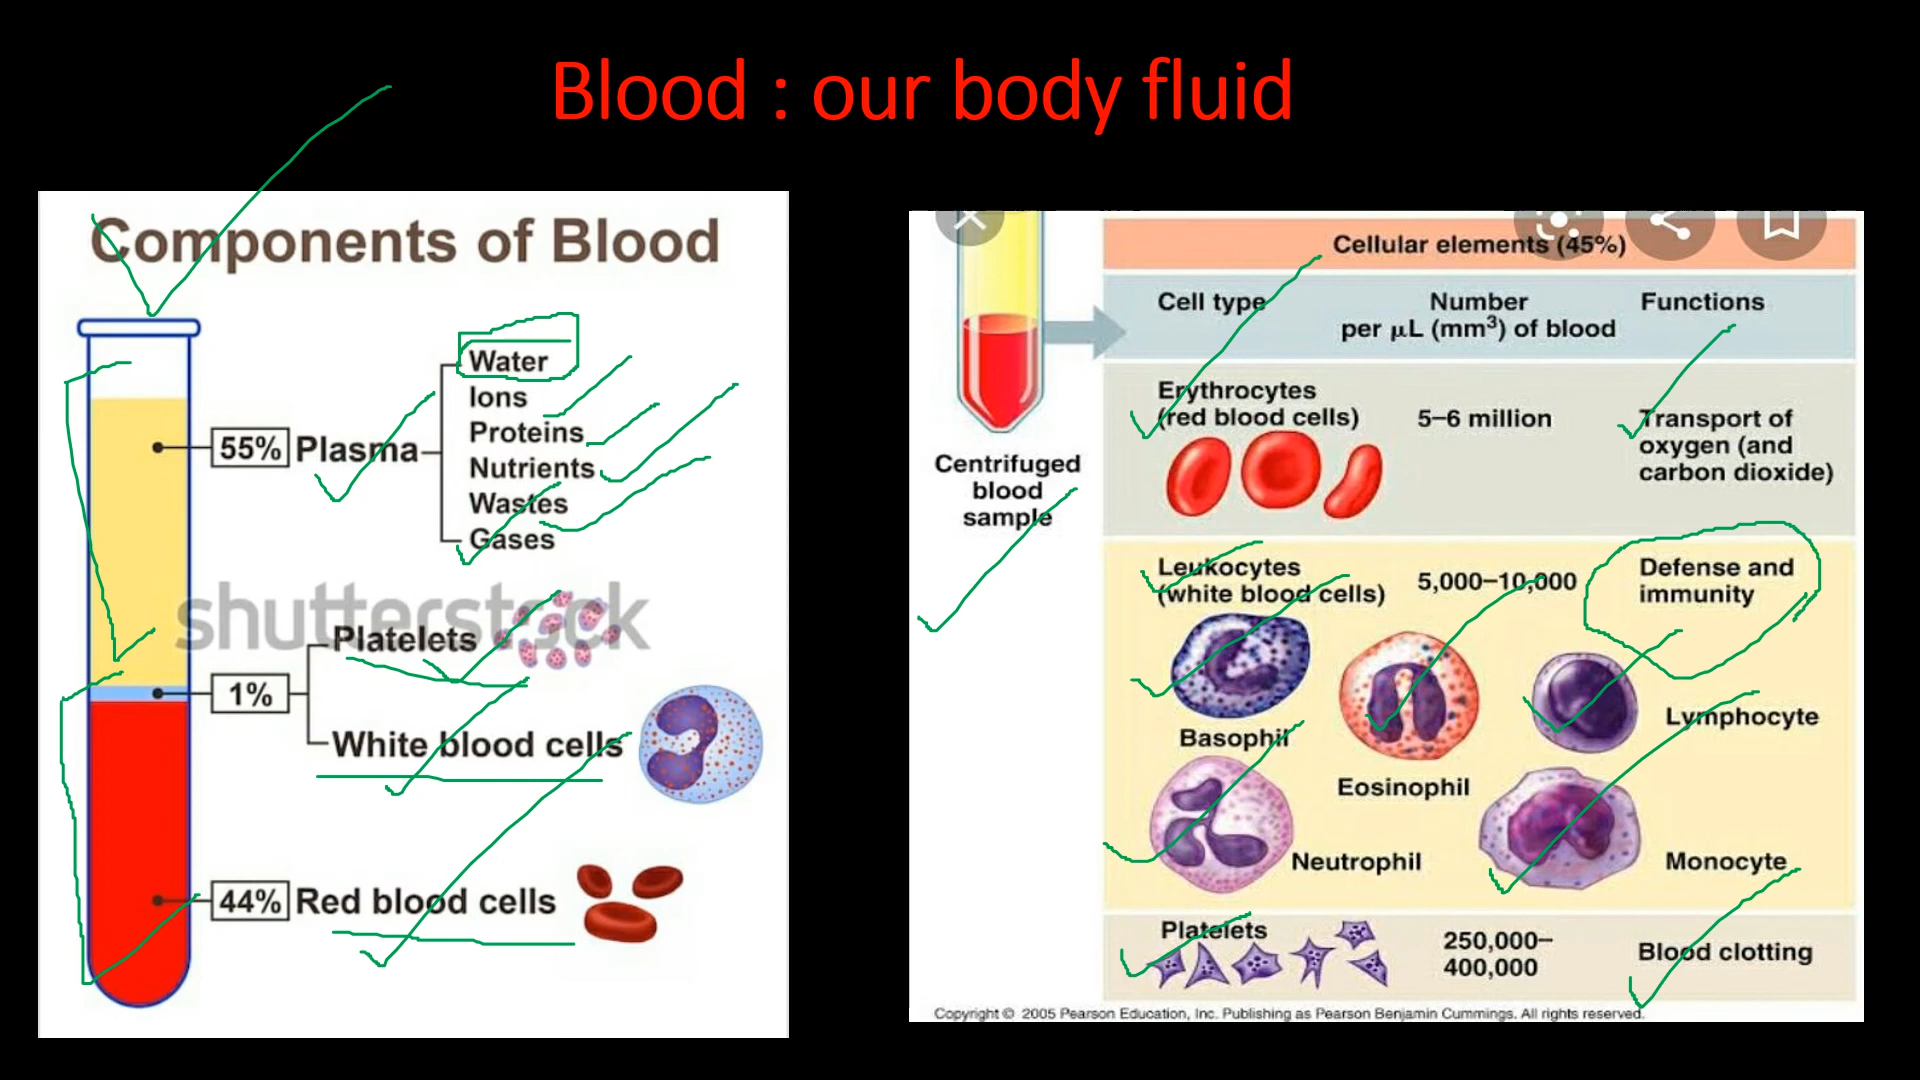 Blood : our body fluid
Components of Blood
55% Plasma
Water
Ions
Proteins
Nutrients
Wastes
Gases
shutterstock
1%
Platelets
White blood cells
44% Red blood cells
Centrifuged
blood
sample
Cellular elements (45%)
Cell type
Number
per μL (mm³) of blood
Functions
Erythrocytes
(red blood cells)
5–6 million
Transport of
oxygen (and
carbon dioxide)
Leukocytes
(white blood cells)
5,000–10,000
Defense and
immunity
Basophil
Eosinophil
Lymphocyte
Neutrophil
Monocyte
Platelets
250,000–
400,000
Blood clotting
Copyright © 2005 Pearson Education, Inc. Publishing as Pearson Benjamin Cummings. All rights reserved.